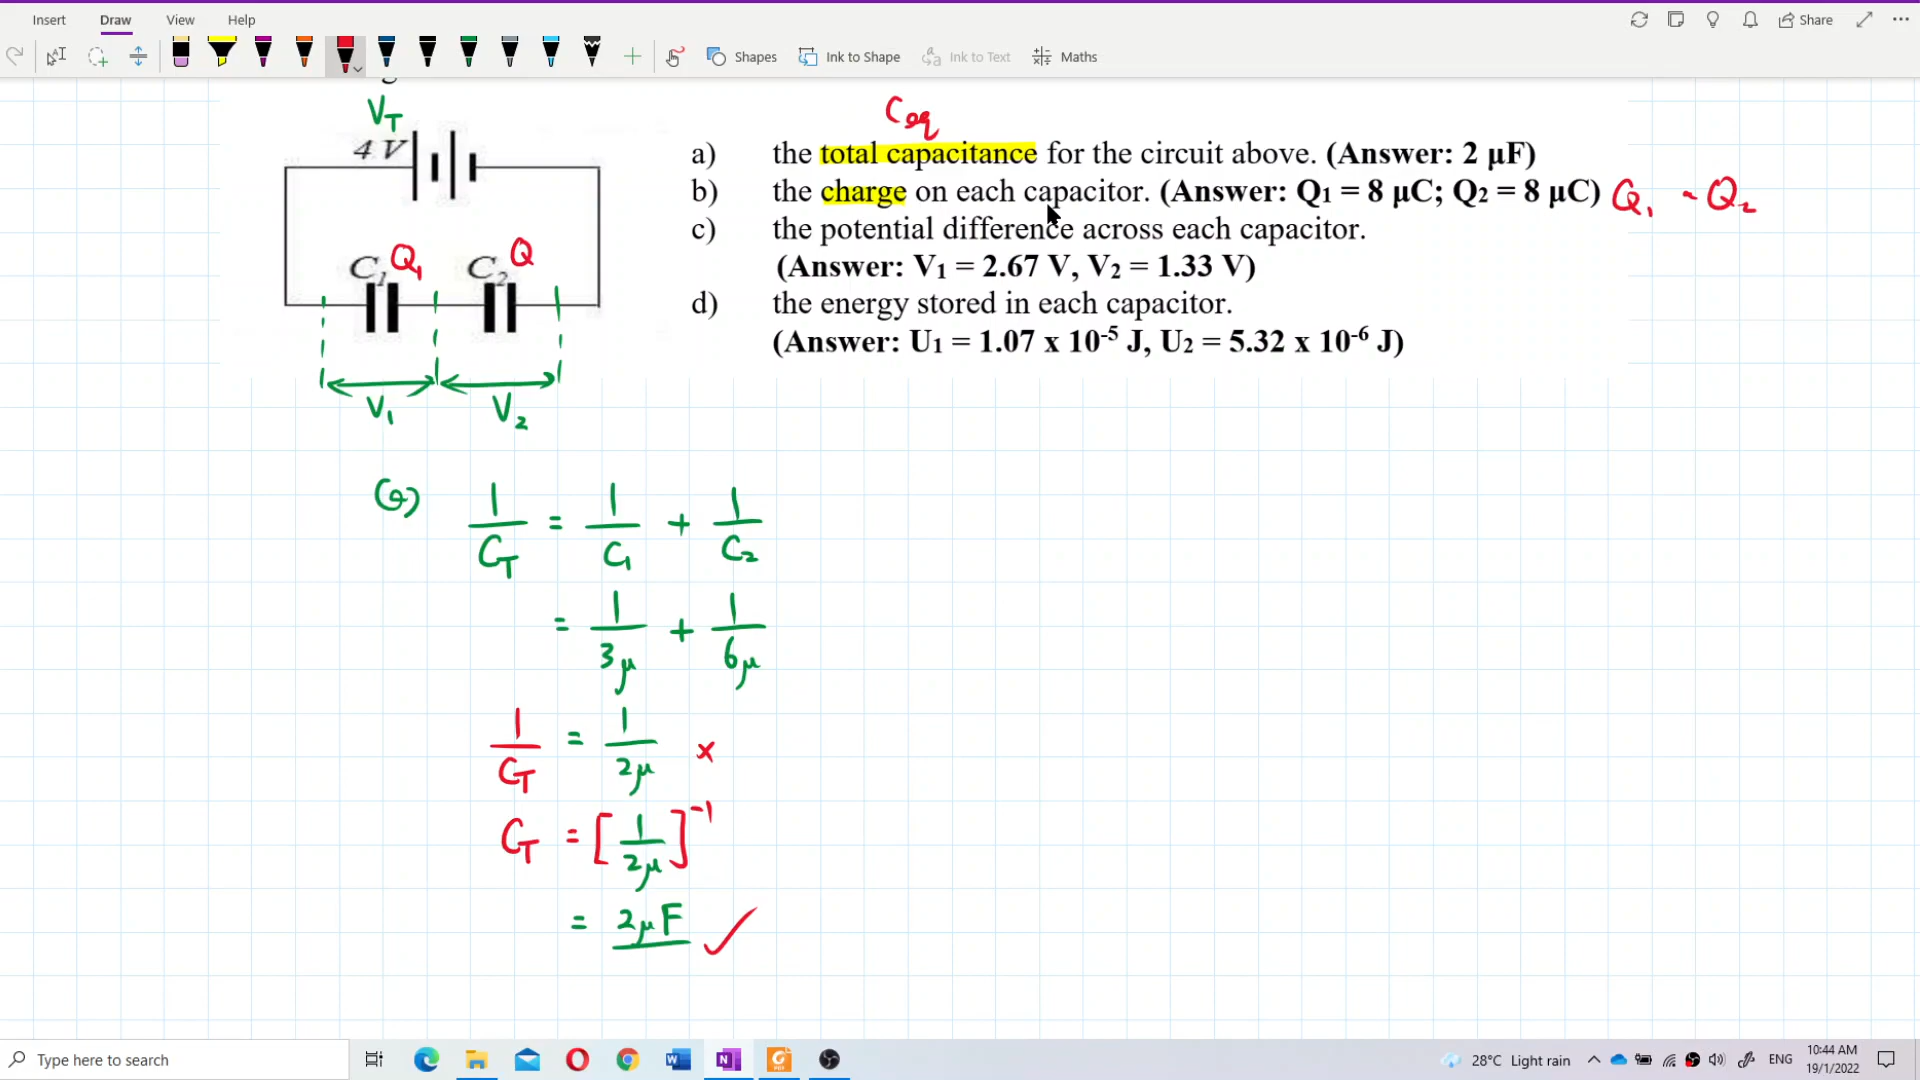 Insert Draw View Help
Share
Shapes Ink to Shape Ink to Text Maths
V_T
4 V
C₁ Q₁ C₂ Q
V₁ V₂
C_eq
a) the total capacitance for the circuit above. (Answer: 2 µF)
b) the charge on each capacitor. (Answer: Q₁ = 8 µC; Q₂ = 8 µC) Q₁ - Q₂
c) the potential difference across each capacitor.
(Answer: V₁ = 2.67 V, V₂ = 1.33 V)
d) the energy stored in each capacitor.
(Answer: U₁ = 1.07 x 10⁻⁵ J, U₂ = 5.32 x 10⁻⁶ J)
(a) 1/C_T = 1/C₁ + 1/C₂
= 1/3µ + 1/6µ
1/C_T = 1/2µ ×
C_T = [1/2µ]⁻¹
= 2µF ✓
Type here to search
28°C Light rain
ENG
10:44 AM
19/1/2022